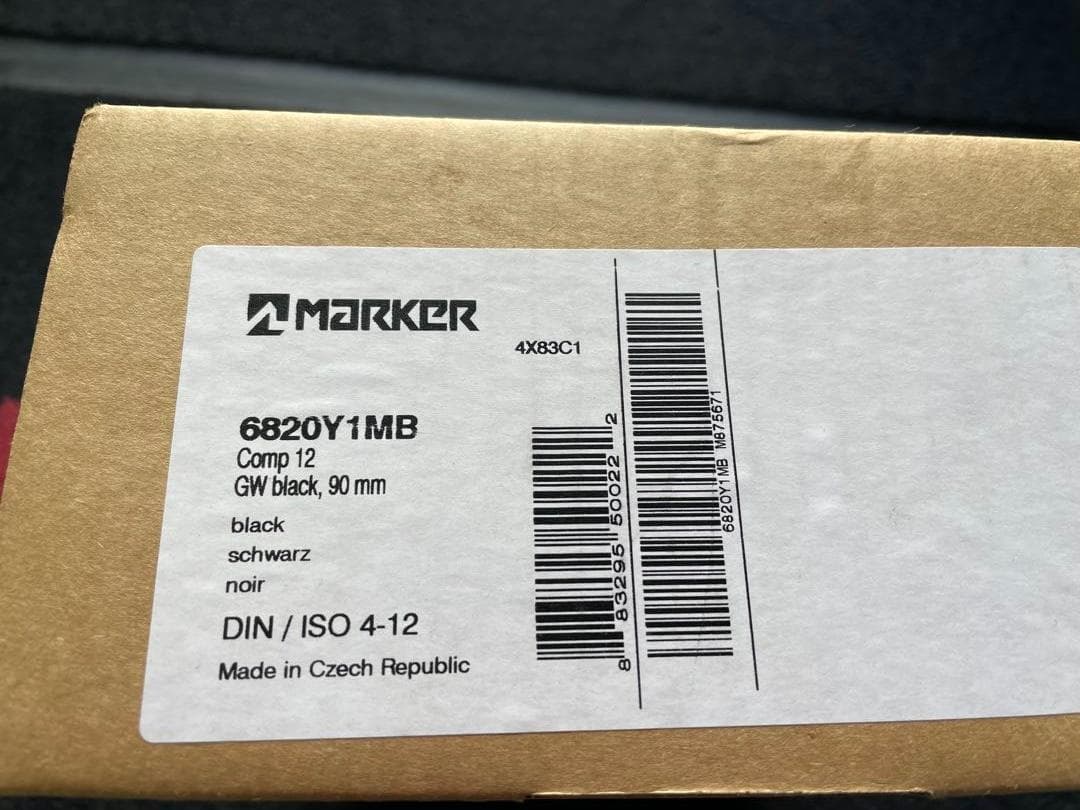 MARKER
4X83C1
6820Y1MB
Comp 12
GW black, 90 mm
black
schwarz
noir
DIN / ISO 4-12
Made in Czech Republic
8 83295 50022 2
6820Y1MB M875671